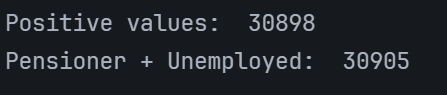 Positive values:  30898
Pensioner + Unemployed:  30905